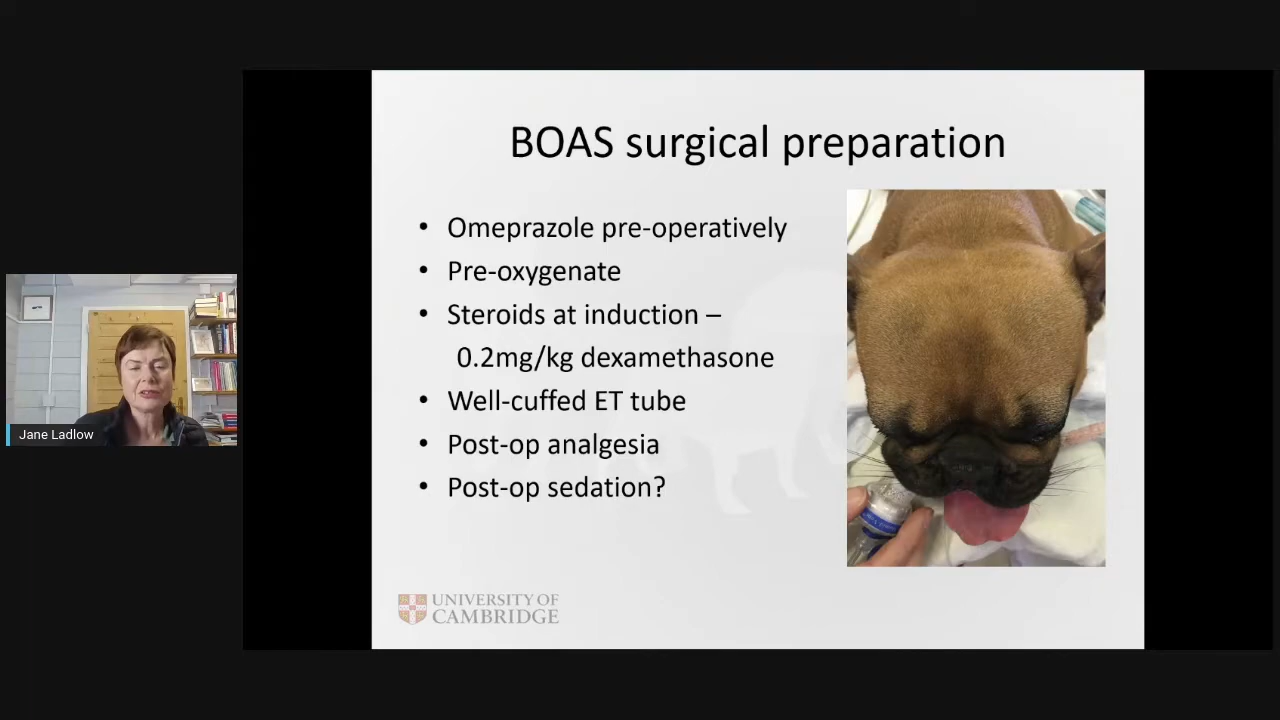 BOAS surgical preparation
• Omeprazole pre-operatively
• Pre-oxygenate
• Steroids at induction –
0.2mg/kg dexamethasone
• Well-cuffed ET tube
• Post-op analgesia
• Post-op sedation?
Jane Ladlow
UNIVERSITY OF
CAMBRIDGE